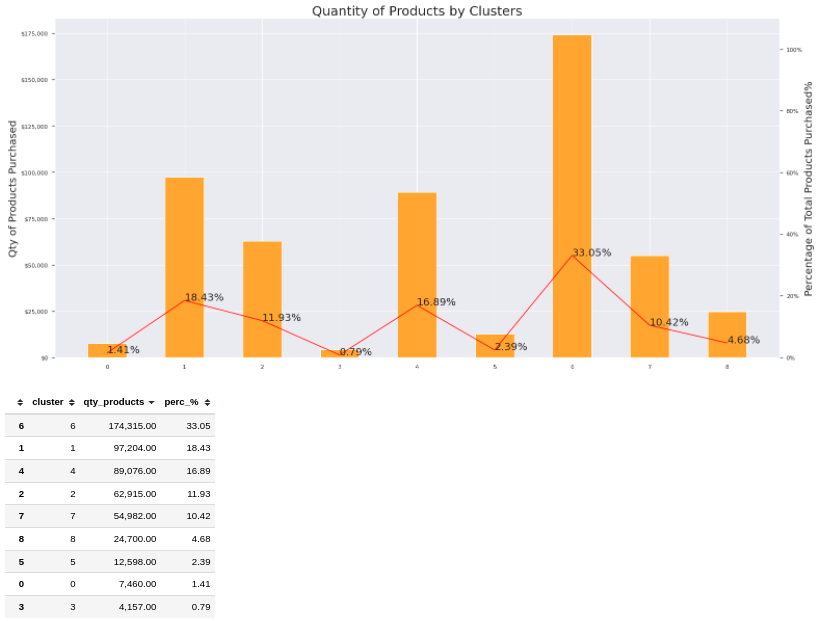 Quantity of Products by Clusters
Qty of Products Purchased
$175,000
$150,000
$125,000
$100,000
$75,000
$50,000
$25,000
$0
100%
80%
60%
40%
20%
0%
Percentage of Total Products Purchased%
1.41%
18.43%
11.93%
0.79%
16.89%
2.39%
33.05%
10.42%
4.68%
0 1 2 3 4 5 6 7 8
cluster qty_products perc_%
6 6 174,315.00 33.05
1 1 97,204.00 18.43
4 4 89,076.00 16.89
2 2 62,915.00 11.93
7 7 54,982.00 10.42
8 8 24,700.00 4.68
5 5 12,598.00 2.39
0 0 7,460.00 1.41
3 3 4,157.00 0.79